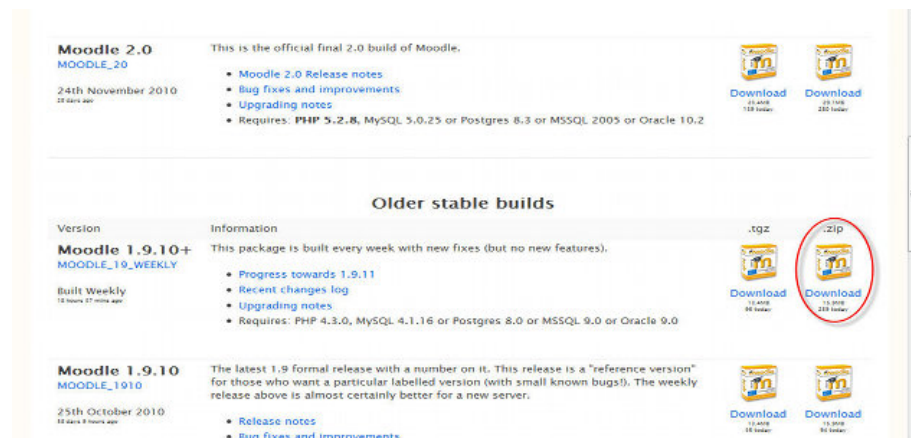 Moodle 2.0
MOODLE_20
24th November 2010
28 days ago
This is the official final 2.0 build of Moodle.
• Moodle 2.0 Release notes
• Bug fixes and improvements
• Upgrading notes
• Requires: PHP 5.2.8, MySQL 5.0.25 or Postgres 8.3 or MSSQL 2005 or Oracle 10.2
Download
Download
Older stable builds
Version Information .tgz .zip
Moodle 1.9.10+
MOODLE_19_WEEKLY
Built Weekly
This package is built every week with new fixes (but no new features).
• Progress towards 1.9.11
• Recent changes log
• Upgrading notes
• Requires: PHP 4.3.0, MySQL 4.1.16 or Postgres 8.0 or MSSQL 9.0 or Oracle 9.0
Download
Download
Moodle 1.9.10
MOODLE_1910
25th October 2010
The latest 1.9 formal release with a number on it. This release is a "reference version"
for those who want a particular labelled version (with small known bugs!). The weekly
release above is almost certainly better for a new server.
• Release notes
• Bug fixes and improvements
Download
Download